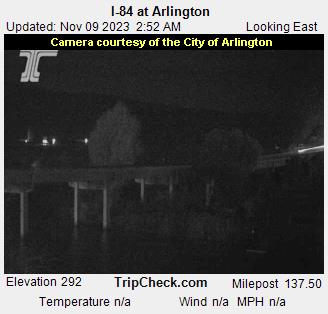 I-84 at Arlington
Updated: Nov 09 2023 2:52 AM Looking East
Camera courtesy of the City of Arlington
Elevation 292 TripCheck.com Milepost 137.50
Temperature n/a Wind n/a MPH n/a